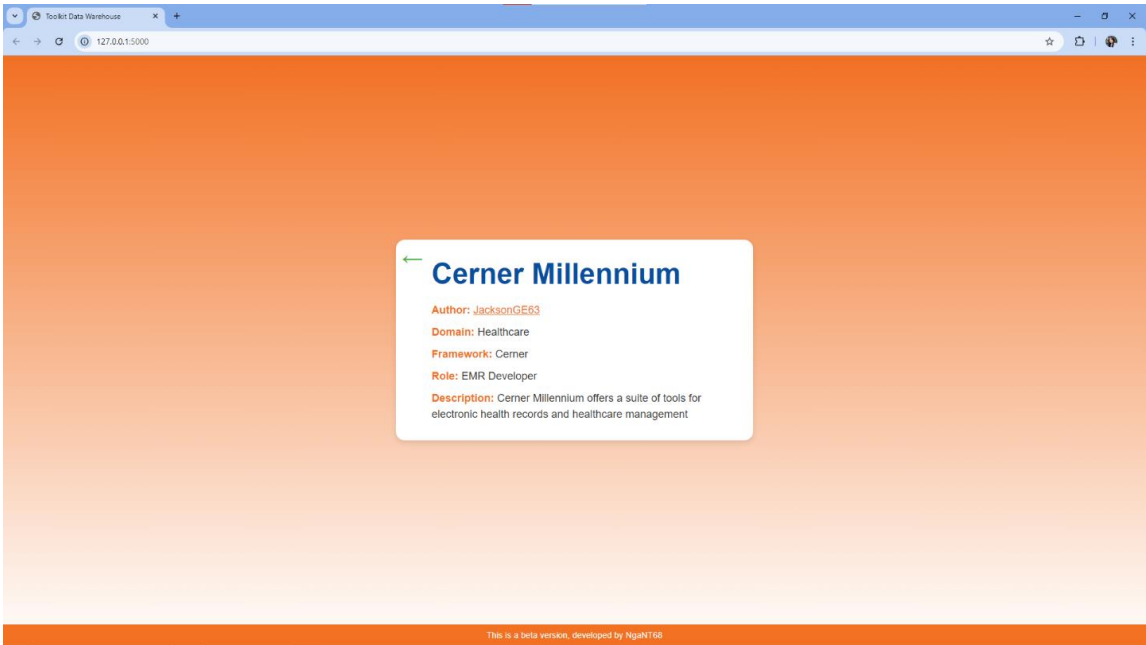 Toolkit Data Warehouse
127.0.0.1:5000
Cerner Millennium
Author: JacksonGE63
Domain: Healthcare
Framework: Cerner
Role: EMR Developer
Description: Cerner Millennium offers a suite of tools for
electronic health records and healthcare management
This is a beta version, developed by NgaNT68